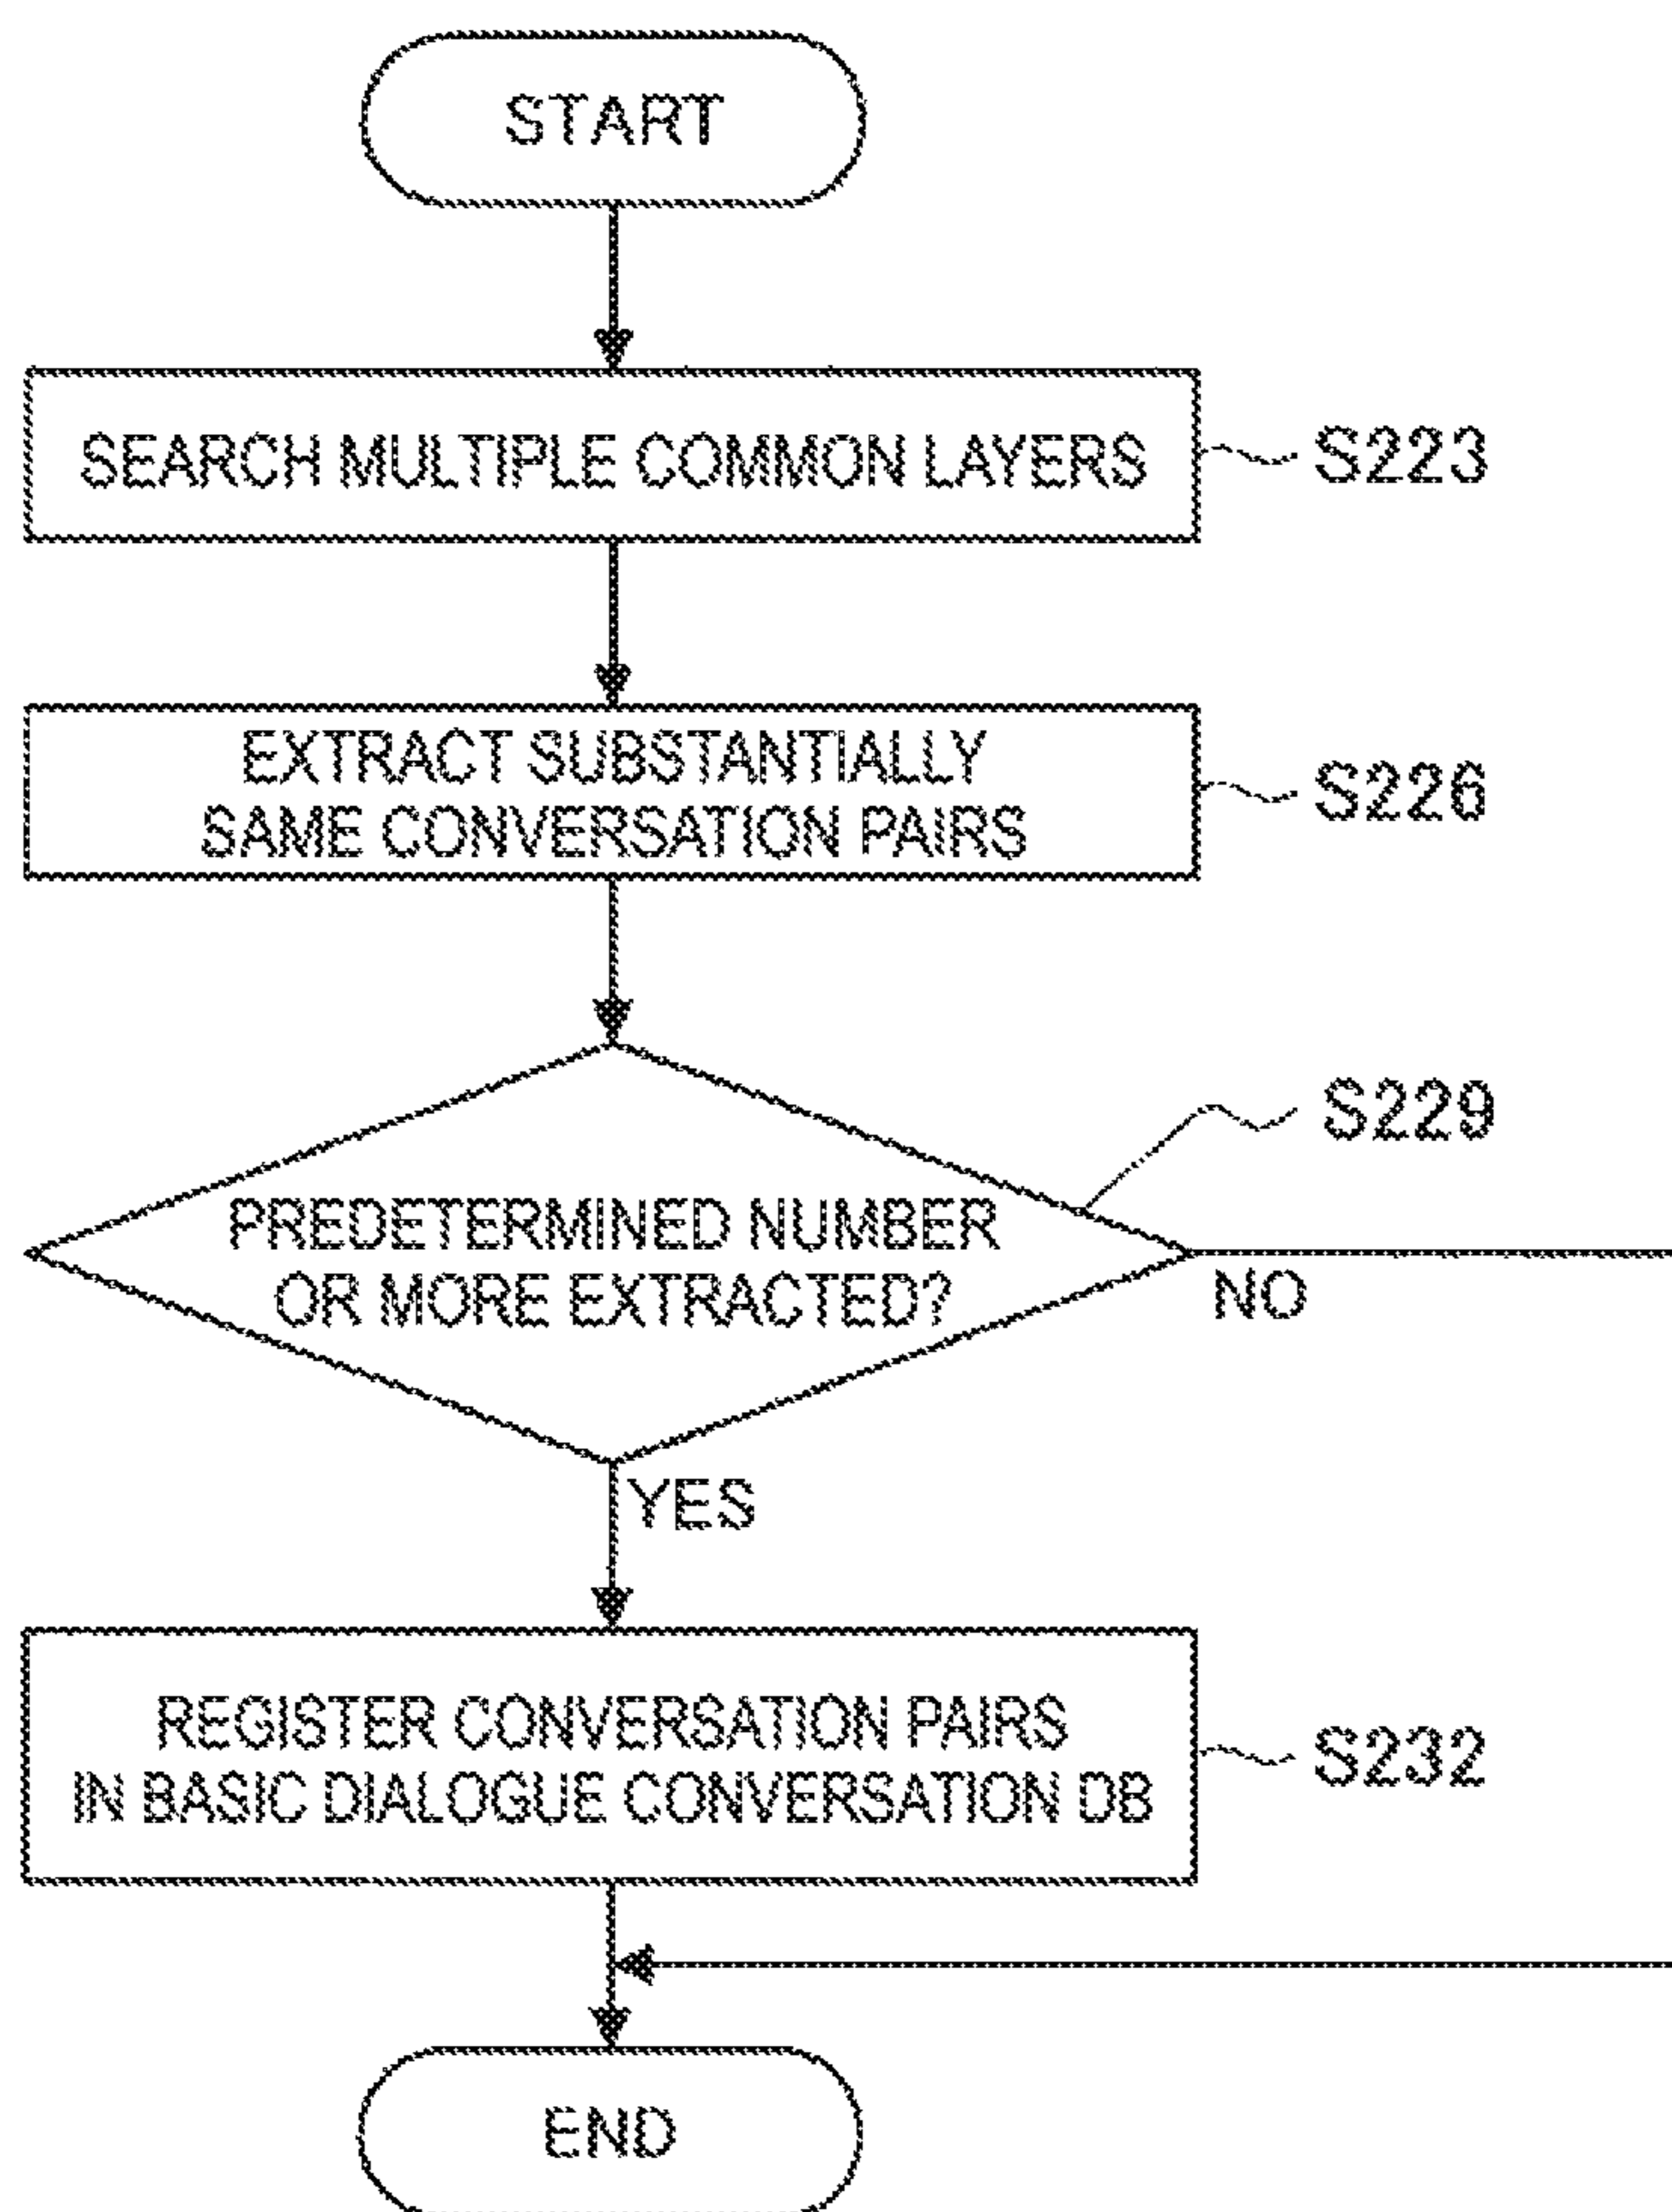 START
SEARCH MULTIPLE COMMON LAYERS
S223
EXTRACT SUBSTANTIALLY
SAME CONVERSATION PAIRS
S226
S229
PREDETERMINED NUMBER
OR MORE EXTRACTED?
NO
YES
REGISTER CONVERSATION PAIRS
IN BASIC DIALOGUE CONVERSATION DB
S232
END